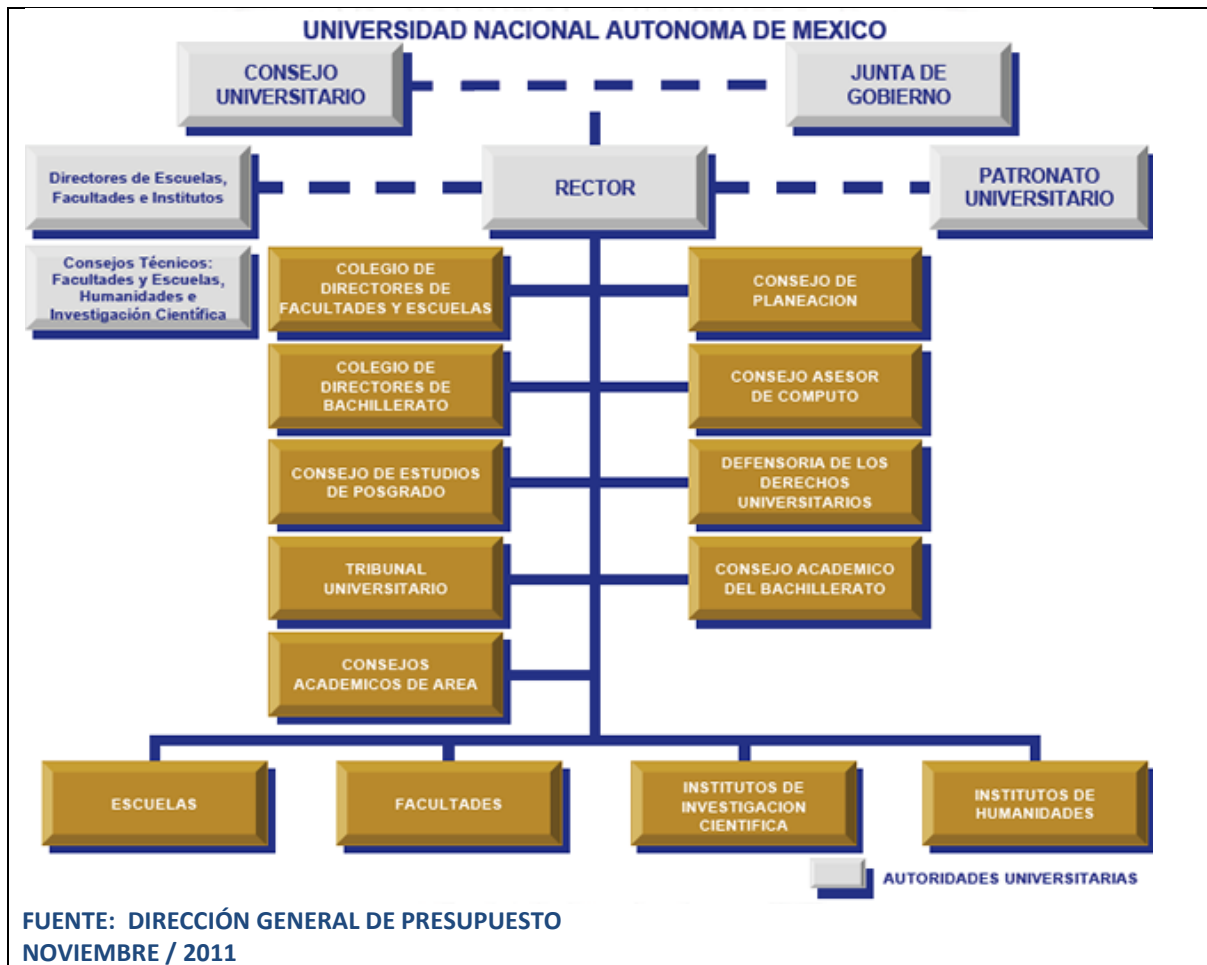 UNIVERSIDAD NACIONAL AUTONOMA DE MEXICO
CONSEJO
UNIVERSITARIO
JUNTA DE
GOBIERNO
Directores de Escuelas,
Facultades e Institutos
RECTOR
PATRONATO
UNIVERSITARIO
Consejos Técnicos:
Facultades y Escuelas,
Humanidades e
Investigación Científica
COLEGIO DE
DIRECTORES DE
FACULTADES Y ESCUELAS
CONSEJO DE
PLANEACION
COLEGIO DE
DIRECTORES DE
BACHILLERATO
CONSEJO ASESOR
DE COMPUTO
CONSEJO DE ESTUDIOS
DE POSGRADO
DEFENSORIA DE LOS
DERECHOS
UNIVERSITARIOS
TRIBUNAL
UNIVERSITARIO
CONSEJO ACADEMICO
DEL BACHILLERATO
CONSEJOS
ACADEMICOS DE AREA
ESCUELAS
FACULTADES
INSTITUTOS DE
INVESTIGACION
CIENTIFICA
INSTITUTOS DE
HUMANIDADES
AUTORIDADES UNIVERSITARIAS
FUENTE: DIRECCIÓN GENERAL DE PRESUPUESTO
NOVIEMBRE / 2011